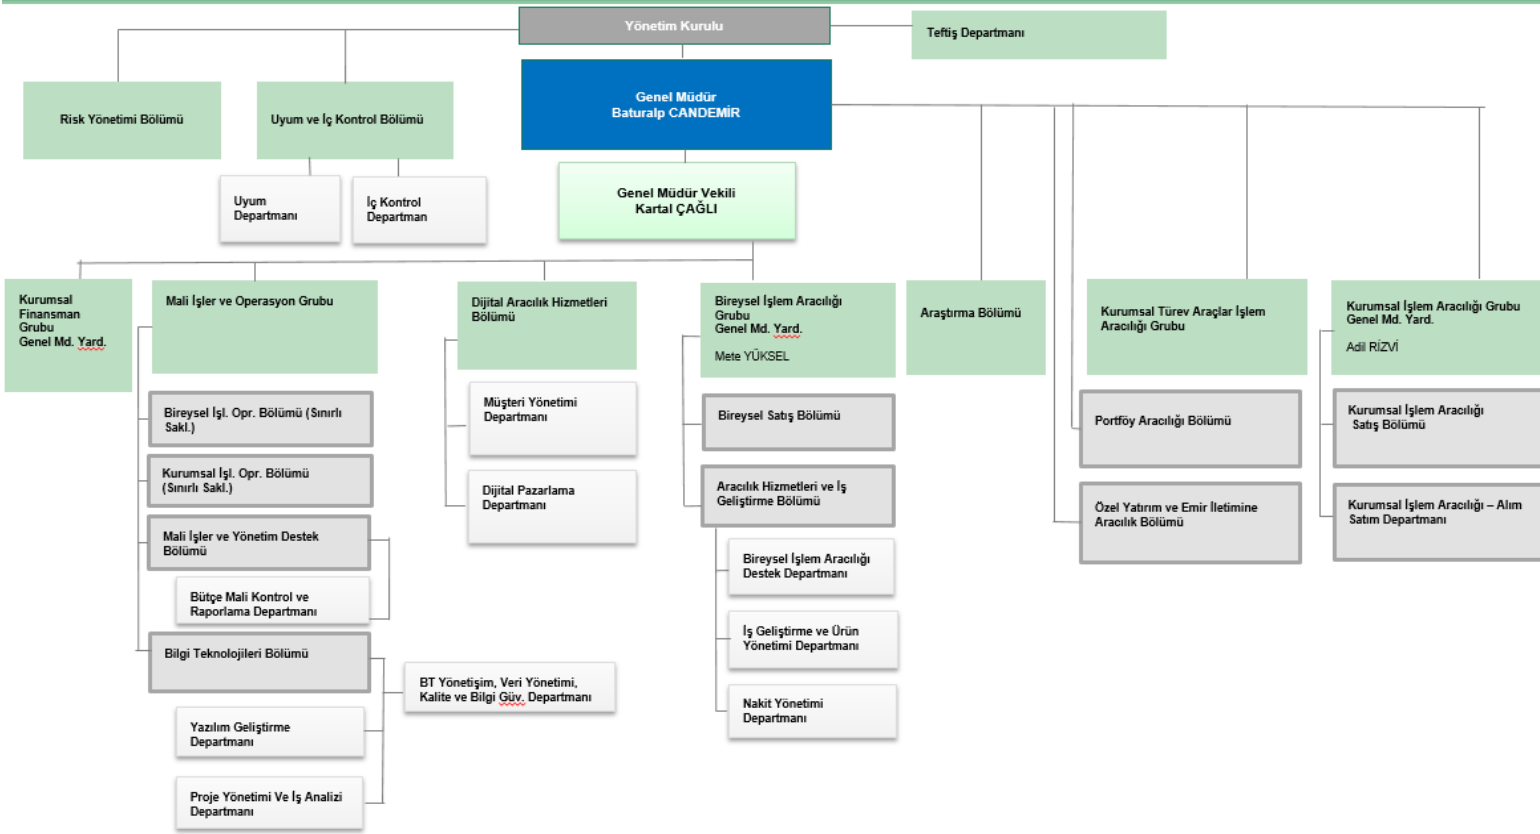 Yönetim Kurulu
Teftiş Departmanı
Genel Müdür
Baturalp CANDEMİR
Risk Yönetimi Bölümü
Uyum ve İç Kontrol Bölümü
Uyum
Departmanı
İç Kontrol
Departman
Genel Müdür Vekili
Kartal ÇAĞLI
Kurumsal
Finansman
Grubu
Genel Md. Yard.
Mali İşler ve Operasyon Grubu
Bireysel İşl. Opr. Bölümü (Sınırlı
Sakl.)
Kurumsal İşl. Opr. Bölümü
(Sınırlı Sakl.)
Mali İşler ve Yönetim Destek
Bölümü
Bütçe Mali Kontrol ve
Raporlama Departmanı
Bilgi Teknolojileri Bölümü
BT Yönetişim, Veri Yönetimi,
Kalite ve Bilgi Güv. Departmanı
Yazılım Geliştirme
Departmanı
Proje Yönetimi Ve İş Analizi
Departmanı
Dijital Aracılık Hizmetleri
Bölümü
Müşteri Yönetimi
Departmanı
Dijital Pazarlama
Departmanı
Bireysel İşlem Aracılığı
Grubu
Genel Md. Yard.
Mete YÜKSEL
Bireysel Satış Bölümü
Aracılık Hizmetleri ve İş
Geliştirme Bölümü
Bireysel İşlem Aracılığı
Destek Departmanı
İş Geliştirme ve Ürün
Yönetimi Departmanı
Nakit Yönetimi
Departmanı
Araştırma Bölümü
Kurumsal Türev Araçlar İşlem
Aracılığı Grubu
Portföy Aracılığı Bölümü
Özel Yatırım ve Emir İletimine
Aracılık Bölümü
Kurumsal İşlem Aracılığı Grubu
Genel Md. Yard.
Adil RİZVİ
Kurumsal İşlem Aracılığı
Satış Bölümü
Kurumsal İşlem Aracılığı – Alım
Satım Departmanı